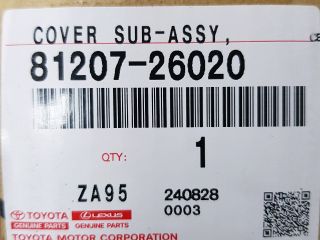 COVER SUB-ASSY,
81207-26020
QTY: 1
ZA95 240828
0003
TOYOTA LEXUS
GENUINE PARTS GENUINE PARTS
TOYOTA MOTOR CORPORATION